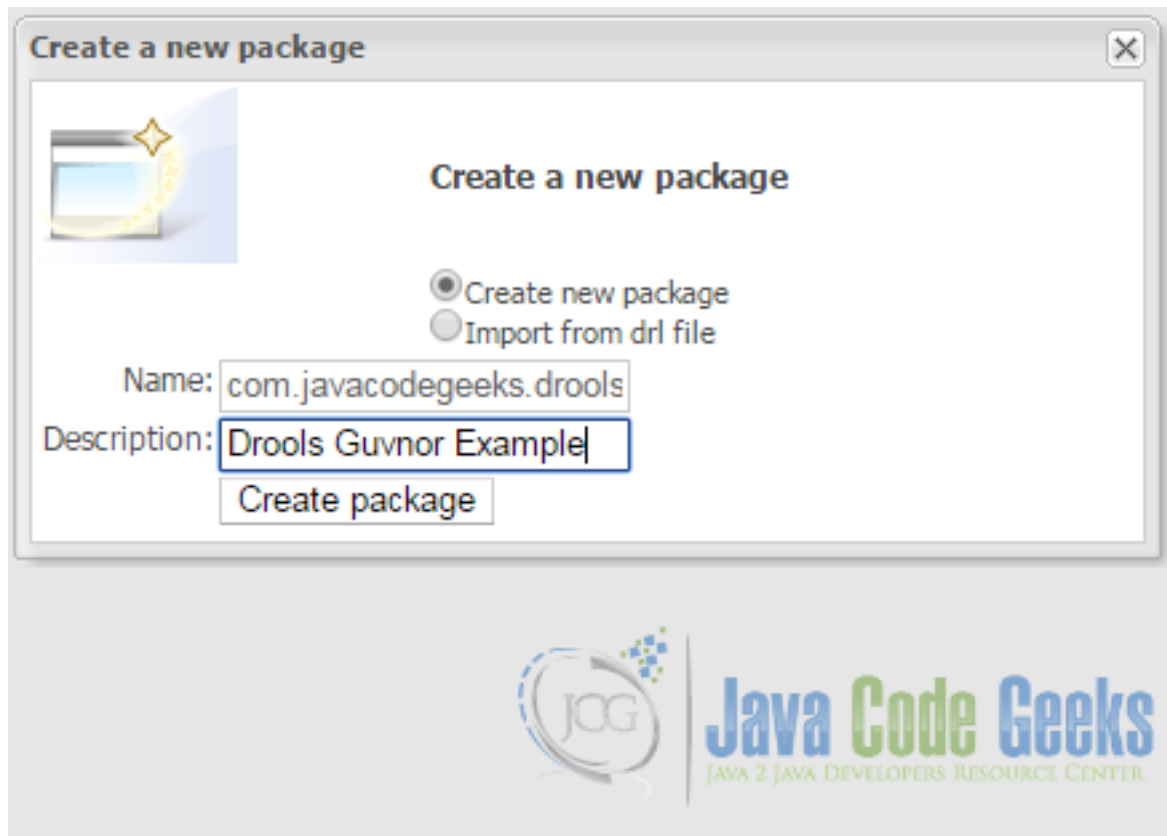 Create a new package
Create a new package
Create new package
Import from drl file
Name: com.javacodegeeks.drools
Description: Drools Guvnor Example
Create package
JCG
Java Code Geeks
JAVA 2 JAVA DEVELOPERS RESOURCE CENTER